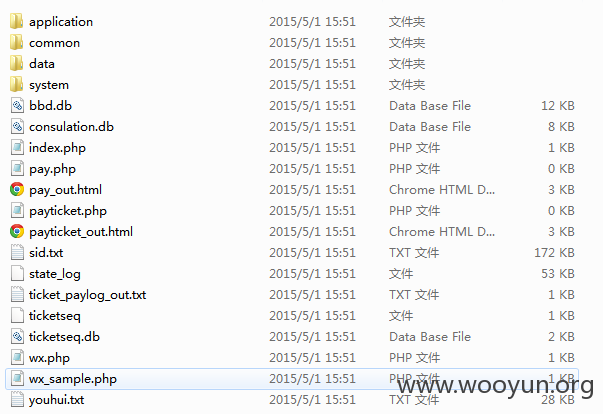 application 2015/5/1 15:51 文件夹
common 2015/5/1 15:51 文件夹
data 2015/5/1 15:51 文件夹
system 2015/5/1 15:51 文件夹
bbd.db 2015/5/1 15:51 Data Base File 12 KB
consulation.db 2015/5/1 15:51 Data Base File 8 KB
index.php 2015/5/1 15:51 PHP 文件 1 KB
pay.php 2015/5/1 15:51 PHP 文件 0 KB
pay_out.html 2015/5/1 15:51 Chrome HTML D... 3 KB
payticket.php 2015/5/1 15:51 PHP 文件 0 KB
payticket_out.html 2015/5/1 15:51 Chrome HTML D... 3 KB
sid.txt 2015/5/1 15:51 TXT 文件 172 KB
state_log 2015/5/1 15:51 文件 53 KB
ticket_paylog_out.txt 2015/5/1 15:51 TXT 文件 1 KB
ticketseq 2015/5/1 15:51 文件 1 KB
ticketseq.db 2015/5/1 15:51 Data Base File 2 KB
wx.php 2015/5/1 15:51 PHP 文件 1 KB
wx_sample.php 2015/5/1 15:51 PHP 文件 1 KB
youhui.txt 2015/5/1 15:51 TXT 文件 28 KB
www.wooyun.org